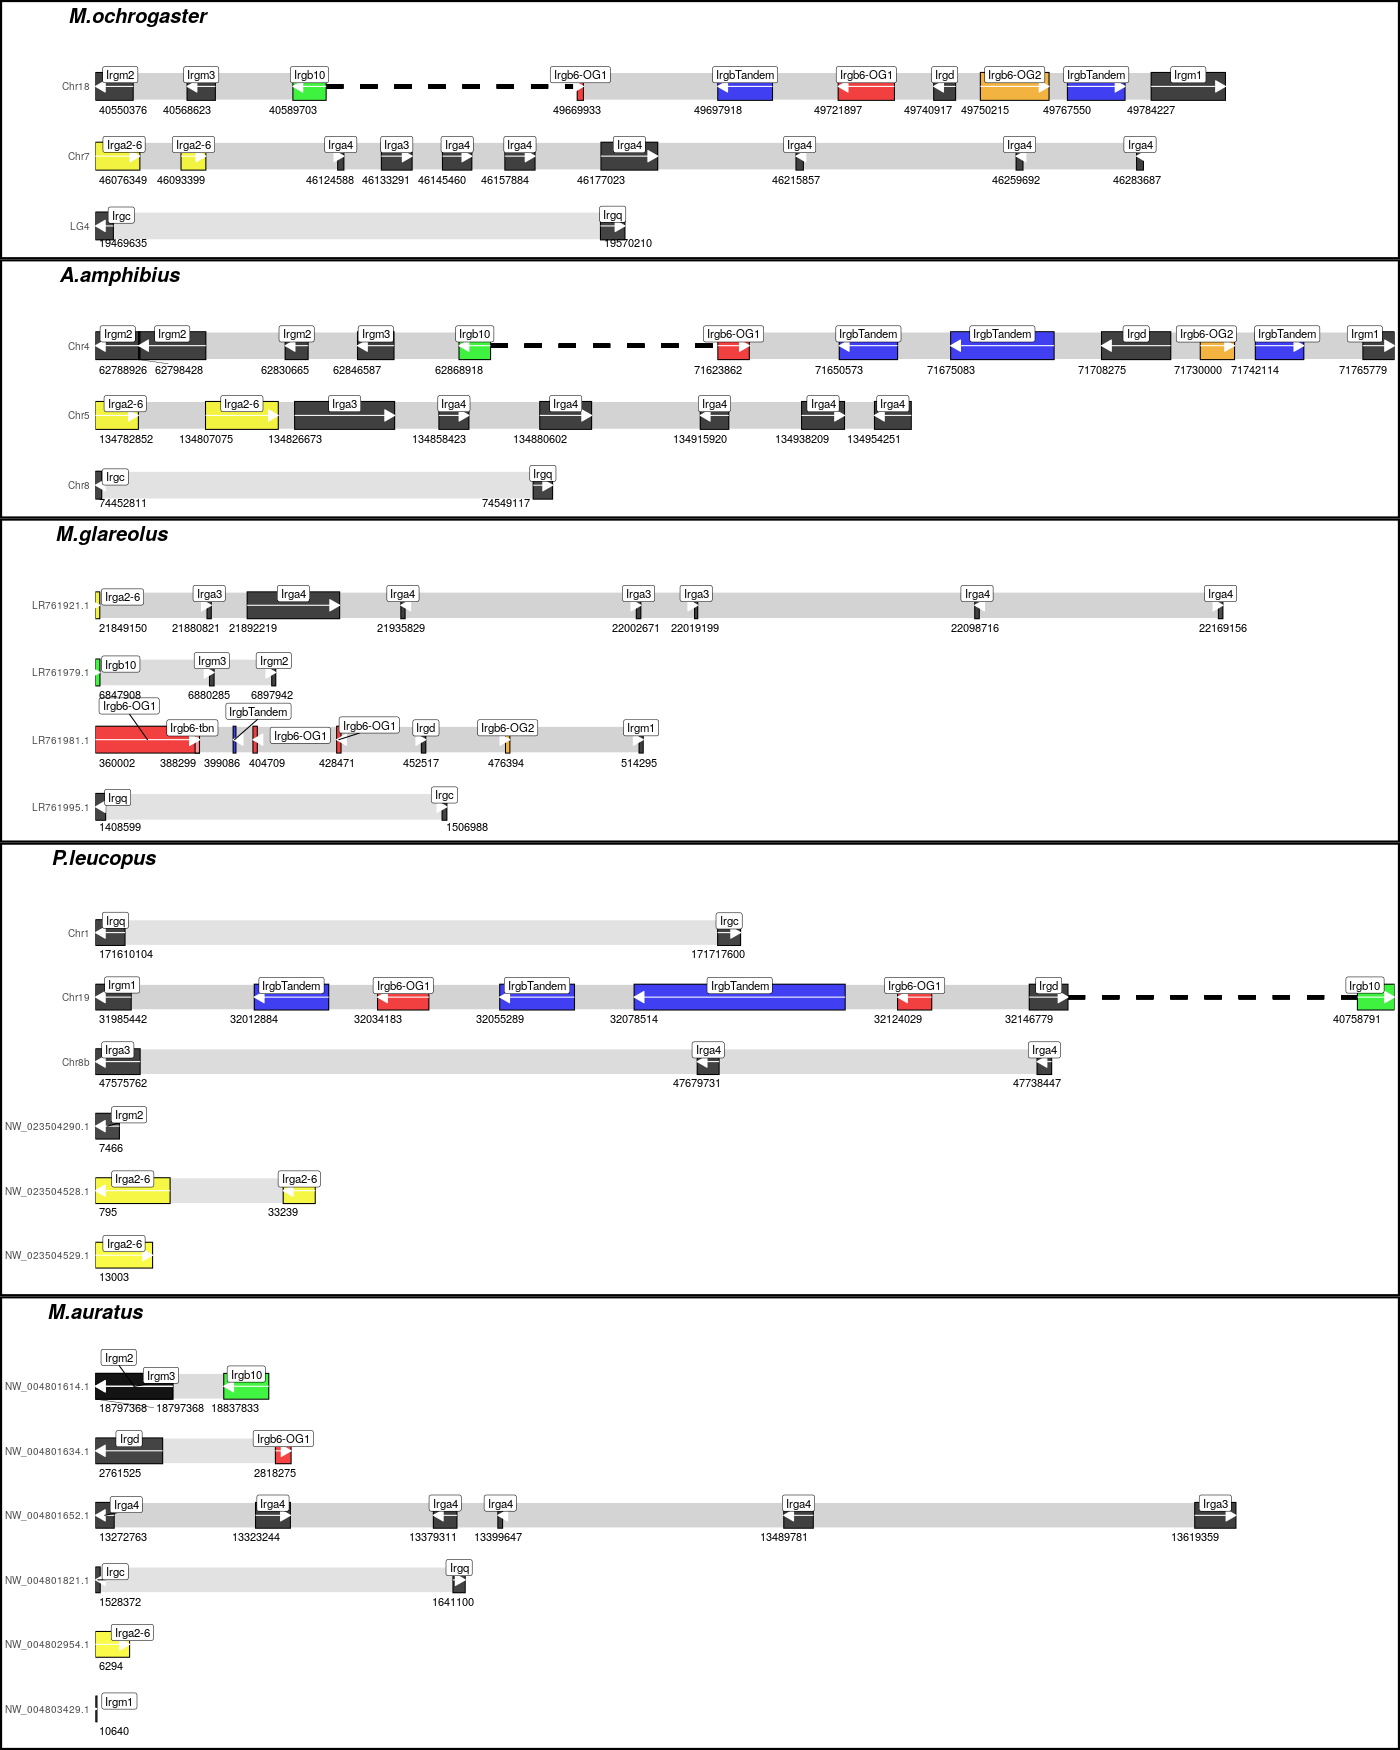 M.ochrogaster
Irgm2 Irgm3 Irgb10 Irgb6-OG1 IrgbTandem Irgb6-OG1 Irgd Irgb6-OG2 IrgbTandem Irgm1
Chr18
40550376 40568623 40589703 49669933 49697918 49721897 49740917 49750215 49767550 49784227
Irga2-6 Irga2-6 Irga4 Irga3 Irga4 Irga4 Irga4 Irga4 Irga4 Irga4
Chr7
46076349 46093399 46124588 46133291 46145460 46157884 46177023 46215857 46259692 46283687
Irgc Irgq
LG4
19469635 19570210
A.amphibius
Irgm2 Irgm2 Irgm2 Irgm3 Irgb10 Irgb6-OG1 IrgbTandem IrgbTandem Irgd Irgb6-OG2 IrgbTandem Irgm1
Chr4
62788926 62798428 62830665 62846587 62868918 71623862 71650573 71675083 71708275 71730000 71742114 71765779
Irga2-6 Irga2-6 Irga3 Irga4 Irga4 Irga4 Irga4 Irga4
Chr5
134782852 134807075 134826673 134858423 134880602 134915920 134938209 134954251
Irgc Irgq
Chr8
74452811 74549117
M.glareolus
Irga2-6 Irga3 Irga4 Irga4 Irga3 Irga3 Irga4 Irga4
LR761921.1
21849150 21880821 21892219 21935829 22002671 22019199 22098716 22169156
Irgb10 Irgm3 Irgm2
LR761979.1
6847908 6880285 6897942
Irgb6-OG1 Irgb6-tbn IrgbTandem Irgb6-OG1 Irgb6-OG1 Irgd Irgb6-OG2 Irgm1
LR761981.1
360002 388299 399086 404709 428471 452517 476394 514295
Irgq Irgc
LR761995.1
1408599 1506988
P.leucopus
Irgq Irgc
Chr1
171610104 171717600
Irgm1 IrgbTandem Irgb6-OG1 IrgbTandem IrgbTandem Irgb6-OG1 Irgd Irgb10
Chr19
31985442 32012884 32034183 32055289 32078514 32124029 32146779 40758791
Irga3 Irga4 Irga4
Chr8b
47575762 47679731 47738447
Irgm2
NW_023504290.1
7466
Irga2-6 Irga2-6
NW_023504528.1
795 33239
Irga2-6
NW_023504529.1
13003
M.auratus
Irgm2 Irgm3 Irgb10
NW_004801614.1
18797368 18797368 18837833
Irgd Irgb6-OG1
NW_004801634.1
2761525 2818275
Irga4 Irga4 Irga4 Irga4 Irga4 Irga3
NW_004801652.1
13272763 13323244 13379311 13399647 13489781 13619359
Irgc Irgq
NW_004801821.1
1528372 1641100
Irga2-6
NW_004802954.1
6294
Irgm1
NW_004803429.1
10640